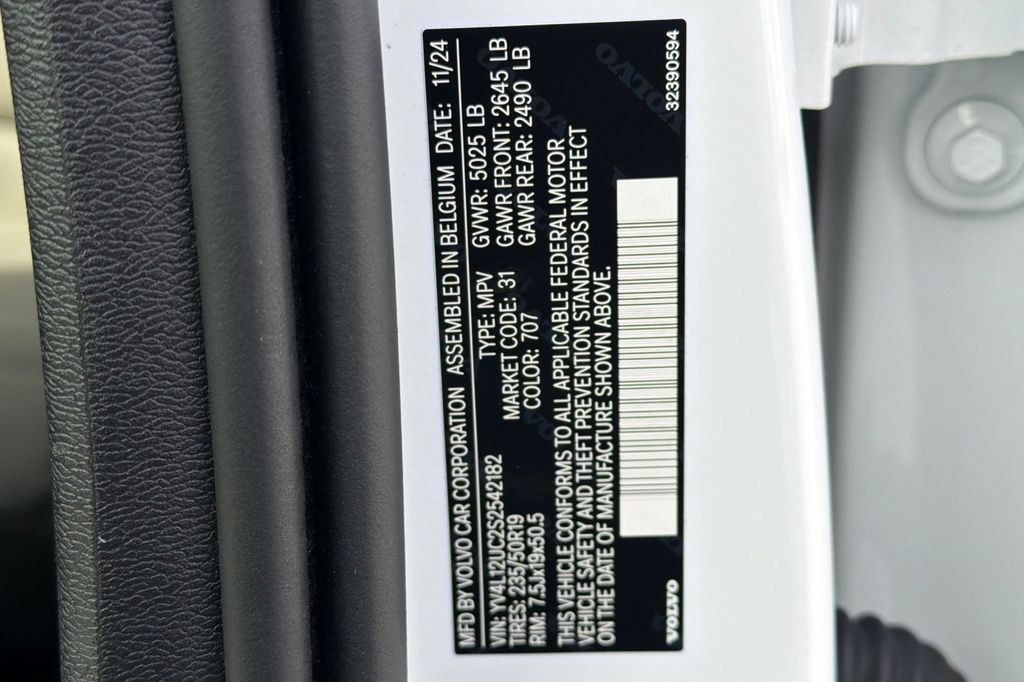 MFD BY VOLVO CAR CORPORATION ASSEMBLED IN BELGIUM DATE: 11/24
VIN: YV4L12UC2S2542182 TYPE: MPV GVWR: 5025 LB
TIRES: 235/50R19 MARKET CODE: 31 GAWR FRONT: 2645 LB
RIM: 7.5Jx19x50.5 COLOR: 707 GAWR REAR: 2490 LB
THIS VEHICLE CONFORMS TO ALL APPLICABLE FEDERAL MOTOR
VEHICLE SAFETY AND THEFT PREVENTION STANDARDS IN EFFECT
ON THE DATE OF MANUFACTURE SHOWN ABOVE.
VOLVO 32390594